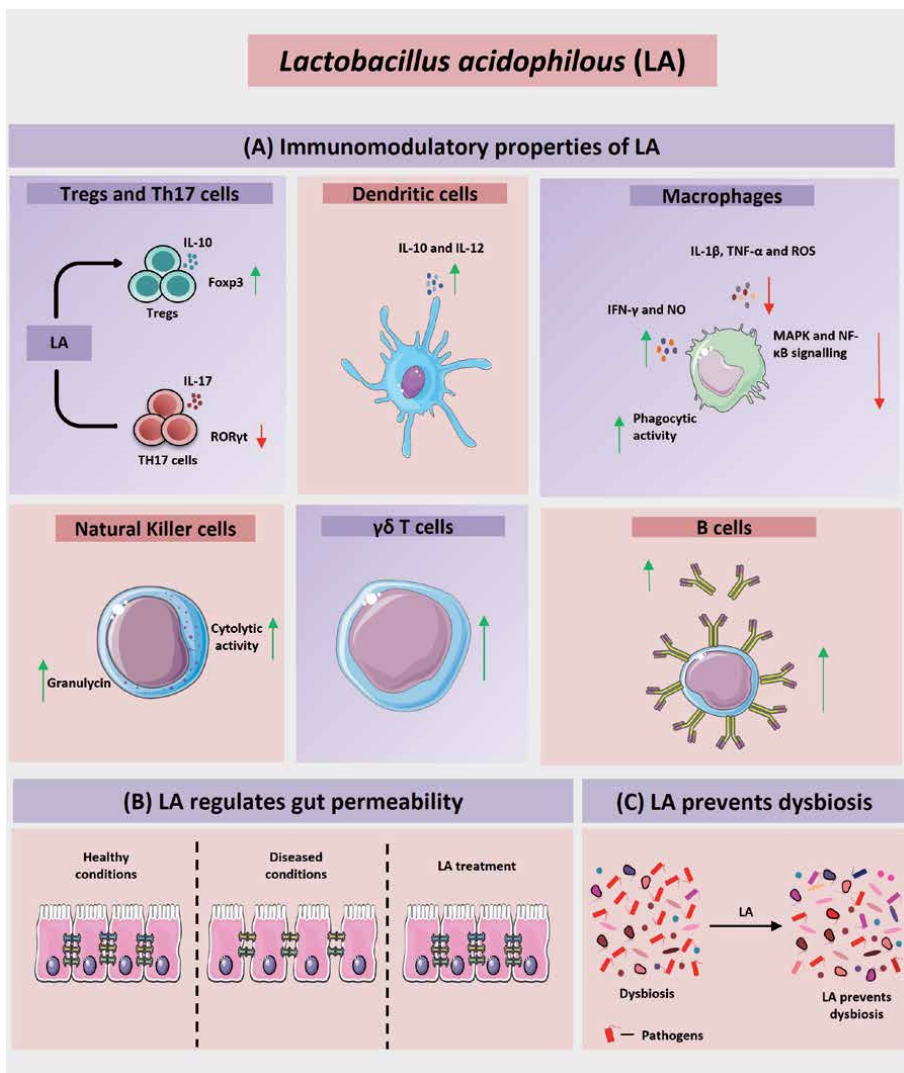 Lactobacillus acidophilous (LA)
(A) Immunomodulatory properties of LA
Tregs and Th17 cells
IL-10
Foxp3
Tregs
LA
IL-17
RORγt
TH17 cells
Dendritic cells
IL-10 and IL-12
Macrophages
IL-1β, TNF-α and ROS
IFN-γ and NO
MAPK and NF-
κB signalling
Phagocytic
activity
Natural Killer cells
Cytolytic
activity
Granulycin
γδ T cells
B cells
(B) LA regulates gut permeability
Healthy
conditions
Diseased
conditions
LA treatment
(C) LA prevents dysbiosis
LA
Dysbiosis
LA prevents
dysbiosis
— Pathogens